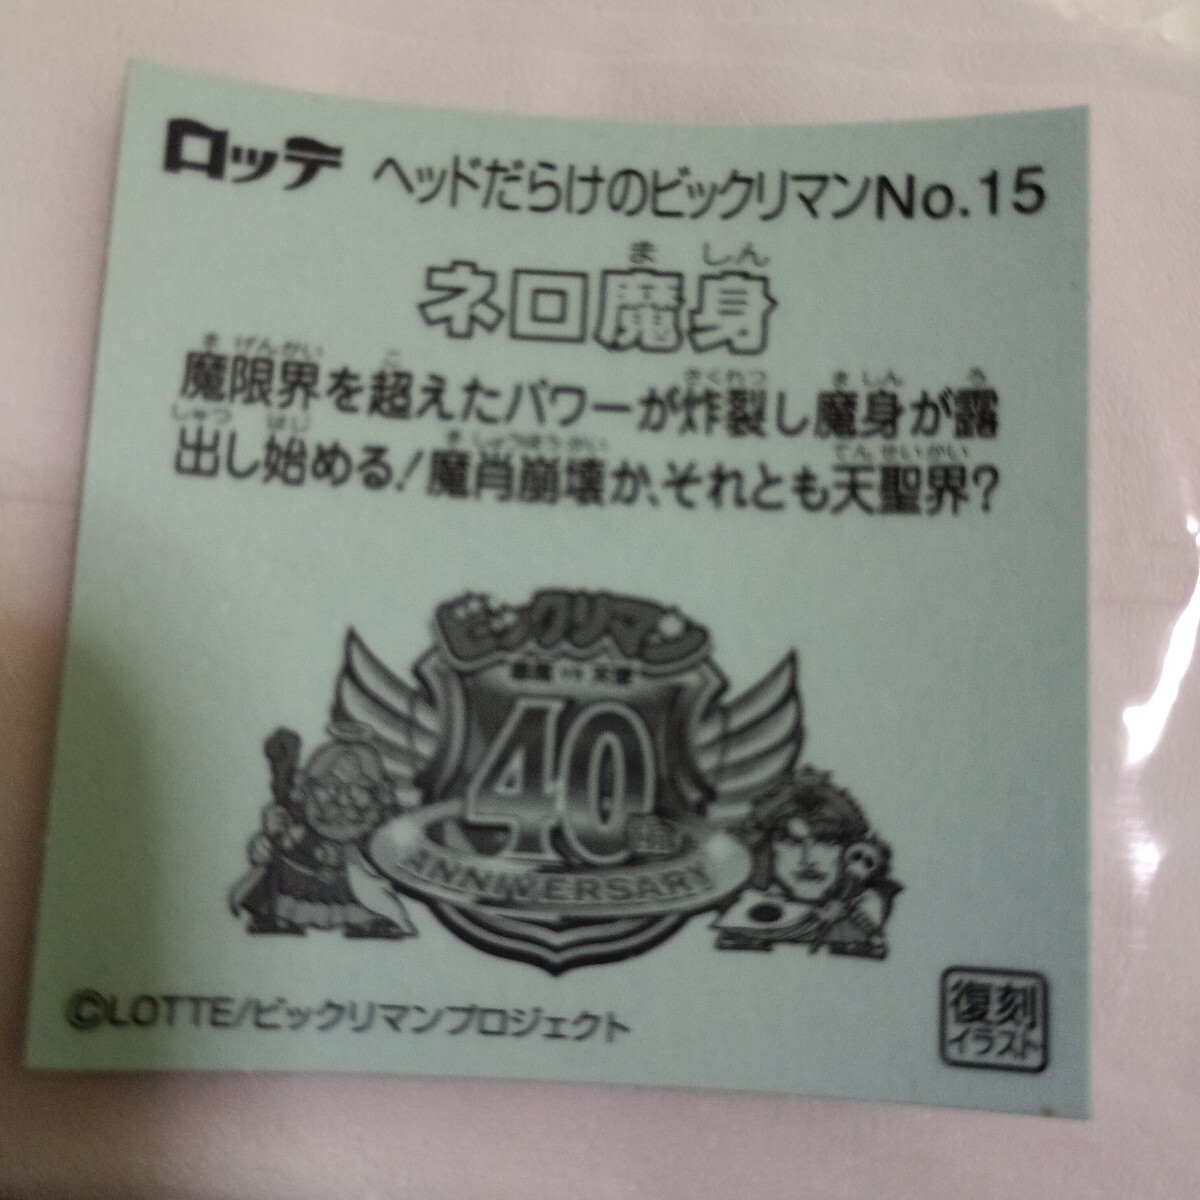 ロッテ ヘッドだらけのビックリマンNo.15
ましん
ネロ魔身
まげんかい こ さくれつ ましん ろ
魔限界を超えたパワーが炸裂し魔身が露
しゅつ はじ ましょうほうかい てんせいかい
出し始める!魔肖崩壊か、それとも天聖界?
ビックリマン
悪魔VS天使
40
ANNIVERSARY
©LOTTE/ビックリマンプロジェクト
復刻
イラスト